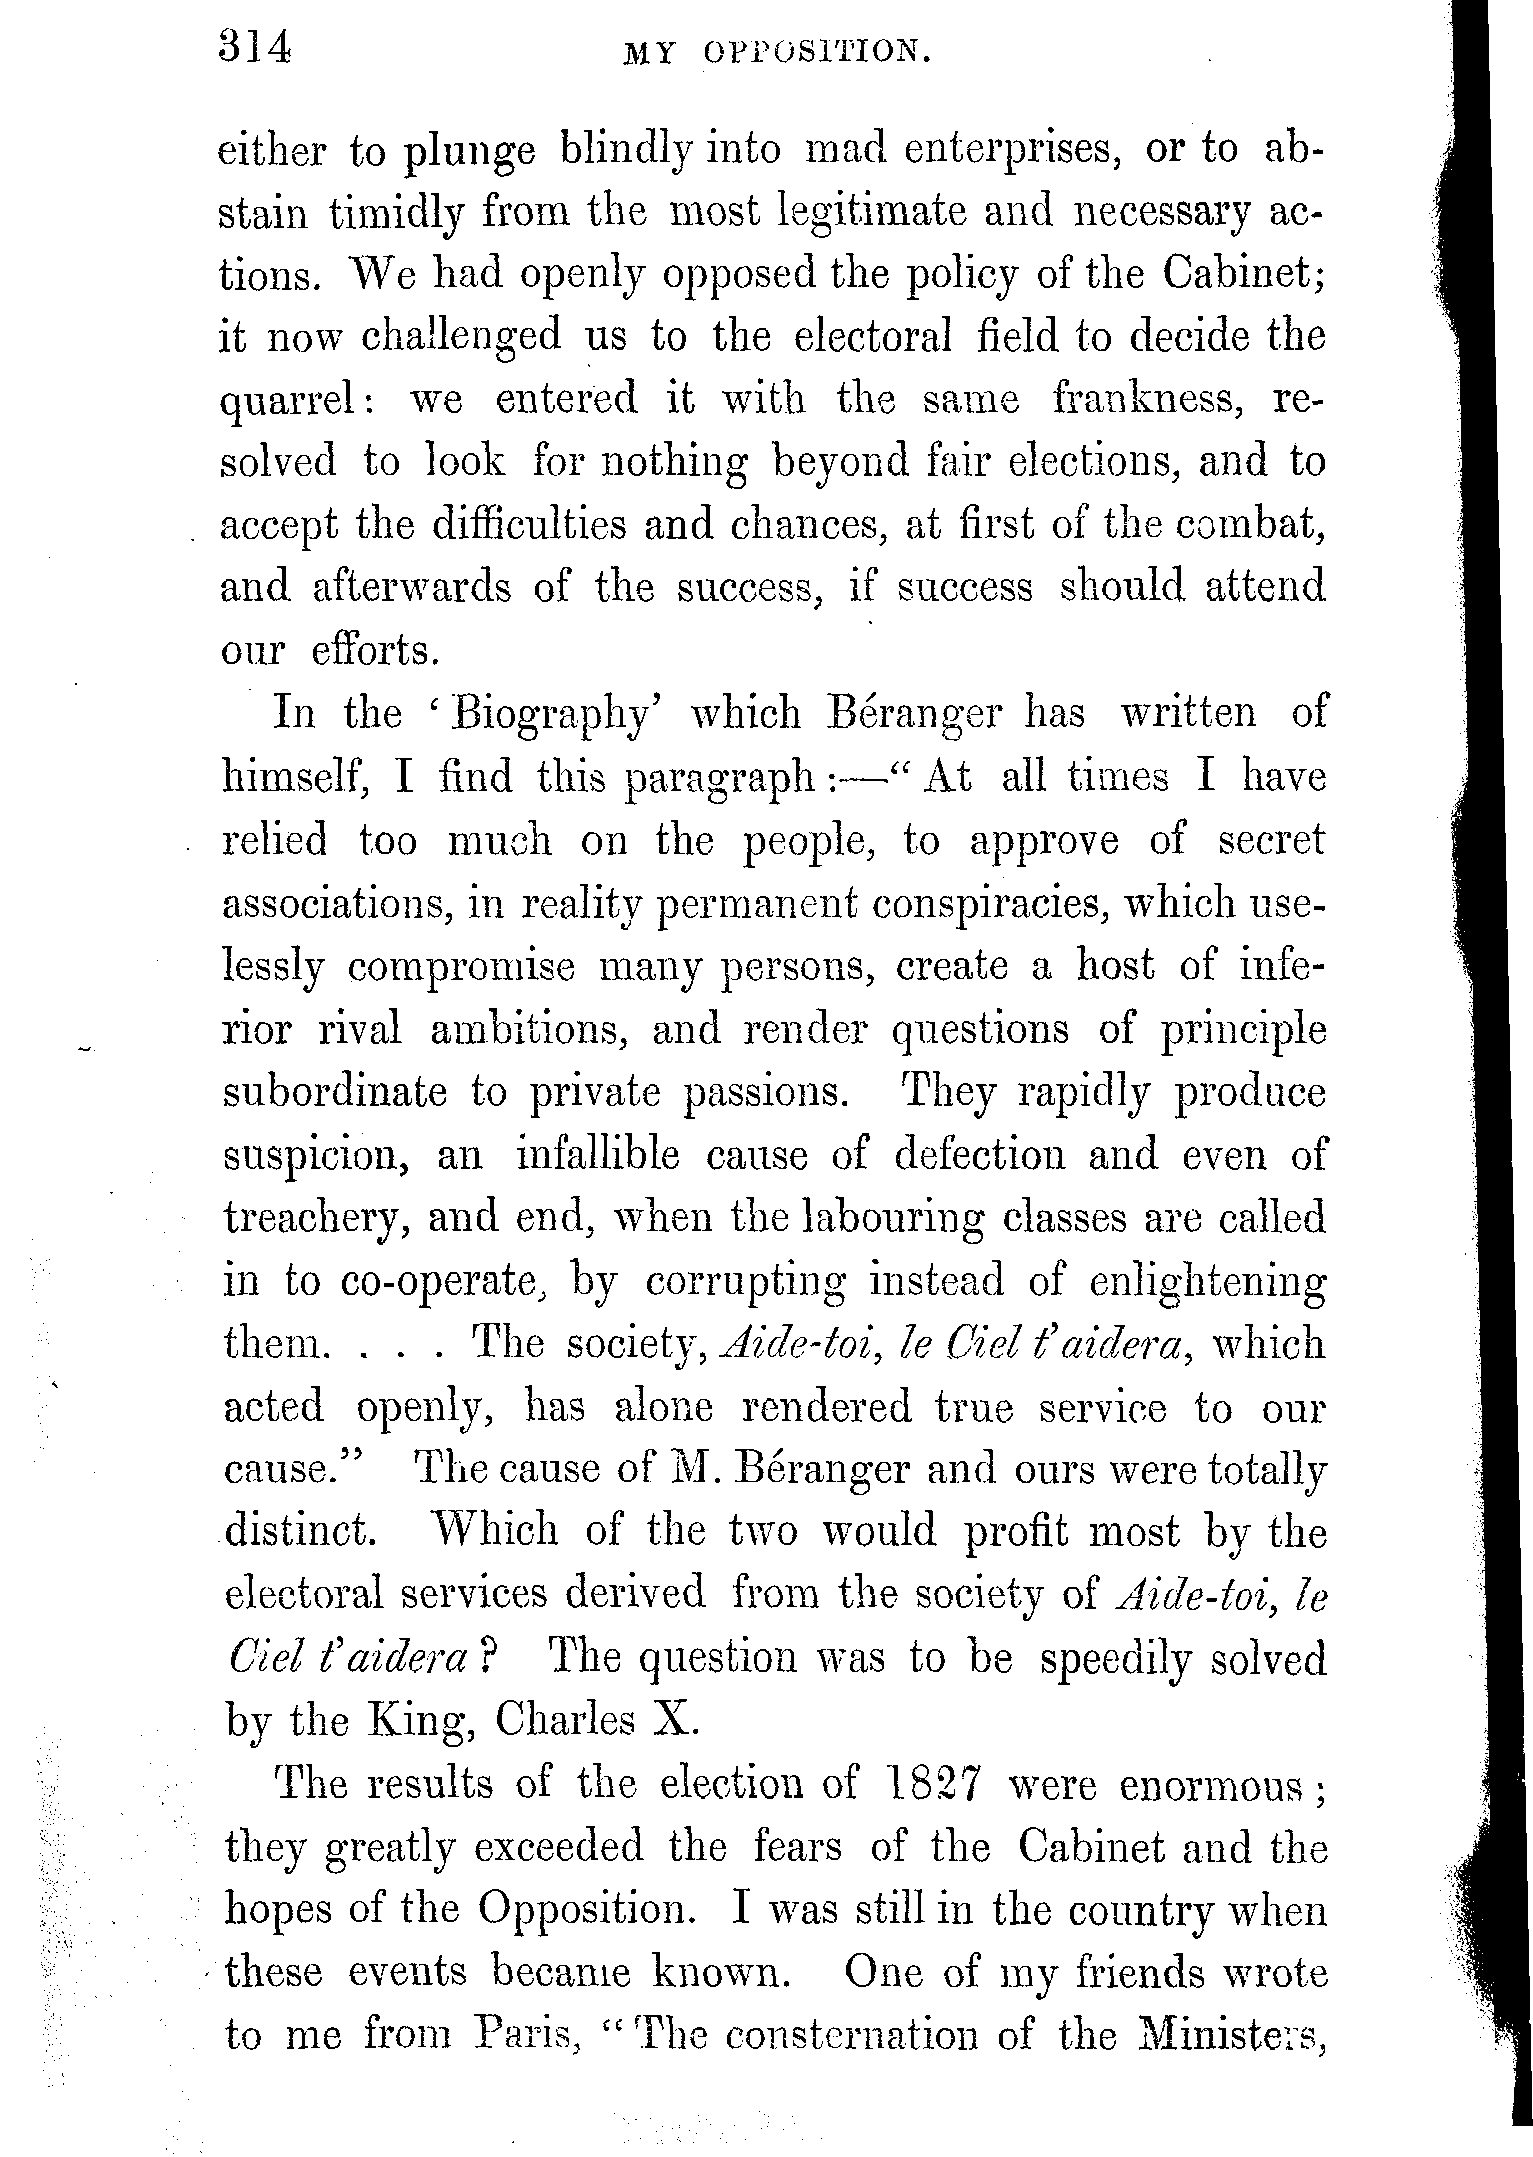 314 MY OPPOSITION.
either to plunge blindly into mad enterprises, or to ab-
stain timidly from the most legitimate and necessary ac-
tions. We had openly opposed the policy of the Cabinet;
it now challenged us to the electoral field to decide the
quarrel: we entered it with the same frankness, re-
solved to look for nothing beyond fair elections, and to
accept the difficulties and chances, at first of the combat,
and afterwards of the success, if success should attend
our efforts.
In the ‘Biography’ which Béranger has written of
himself, I find this paragraph:—“At all times I have
relied too much on the people, to approve of secret
associations, in reality permanent conspiracies, which use-
lessly compromise many persons, create a host of infe-
rior rival ambitions, and render questions of principle
subordinate to private passions. They rapidly produce
suspicion, an infallible cause of defection and even of
treachery, and end, when the labouring classes are called
in to co-operate, by corrupting instead of enlightening
them. . . . The society, Aide-toi, le Ciel t’aidera, which
acted openly, has alone rendered true service to our
cause.” The cause of M. Béranger and ours were totally
distinct. Which of the two would profit most by the
electoral services derived from the society of Aide-toi, le
Ciel t’aidera? The question was to be speedily solved
by the King, Charles X.
The results of the election of 1827 were enormous;
they greatly exceeded the fears of the Cabinet and the
hopes of the Opposition. I was still in the country when
these events became known. One of my friends wrote
to me from Paris, “The consternation of the Ministers,